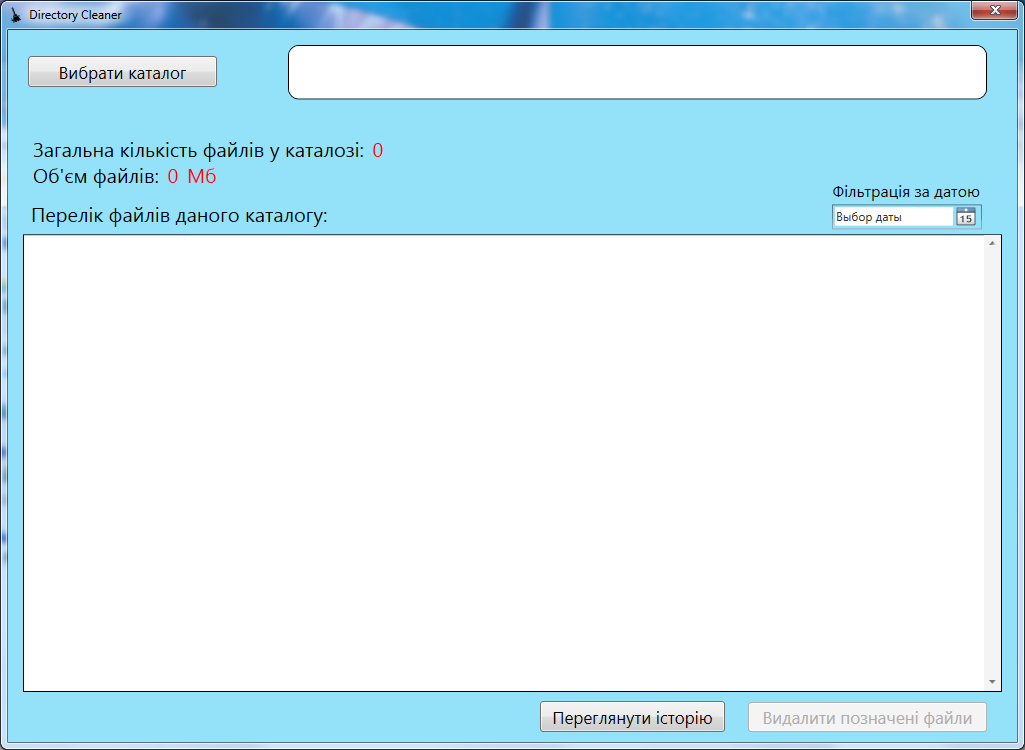 Directory Cleaner
Вибрати каталог
Загальна кількість файлів у каталозі: 0
Об'єм файлів: 0 Мб
Фільтрація за датою
Выбор даты 15
Перелік файлів даного каталогу:
Переглянути історію
Видалити позначені файли